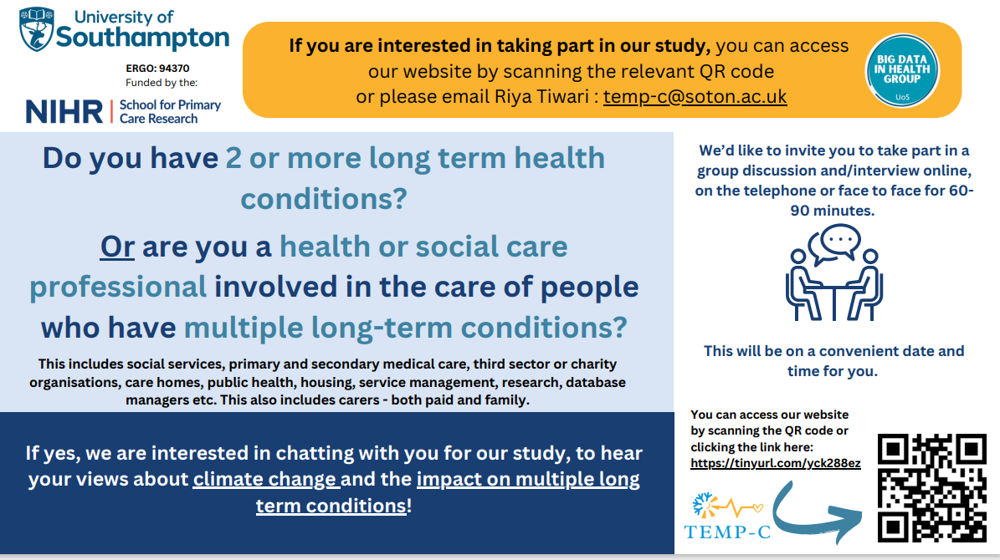 University of
Southampton
ERGO: 94370
Funded by the:
NIHR | School for Primary
Care Research
If you are interested in taking part in our study, you can access
our website by scanning the relevant QR code
or please email Riya Tiwari : temp-c@soton.ac.uk
BIG DATA
IN HEALTH
GROUP
UoS
Do you have 2 or more long term health
conditions?
Or are you a health or social care
professional involved in the care of people
who have multiple long-term conditions?
This includes social services, primary and secondary medical care, third sector or charity
organisations, care homes, public health, housing, service management, research, database
managers etc. This also includes carers - both paid and family.
If yes, we are interested in chatting with you for our study, to hear
your views about climate change and the impact on multiple long
term conditions!
We’d like to invite you to take part in a
group discussion and/interview online,
on the telephone or face to face for 60-
90 minutes.
This will be on a convenient date and
time for you.
You can access our website
by scanning the QR code or
clicking the link here:
https://tinyurl.com/yck288ez
TEMP-C